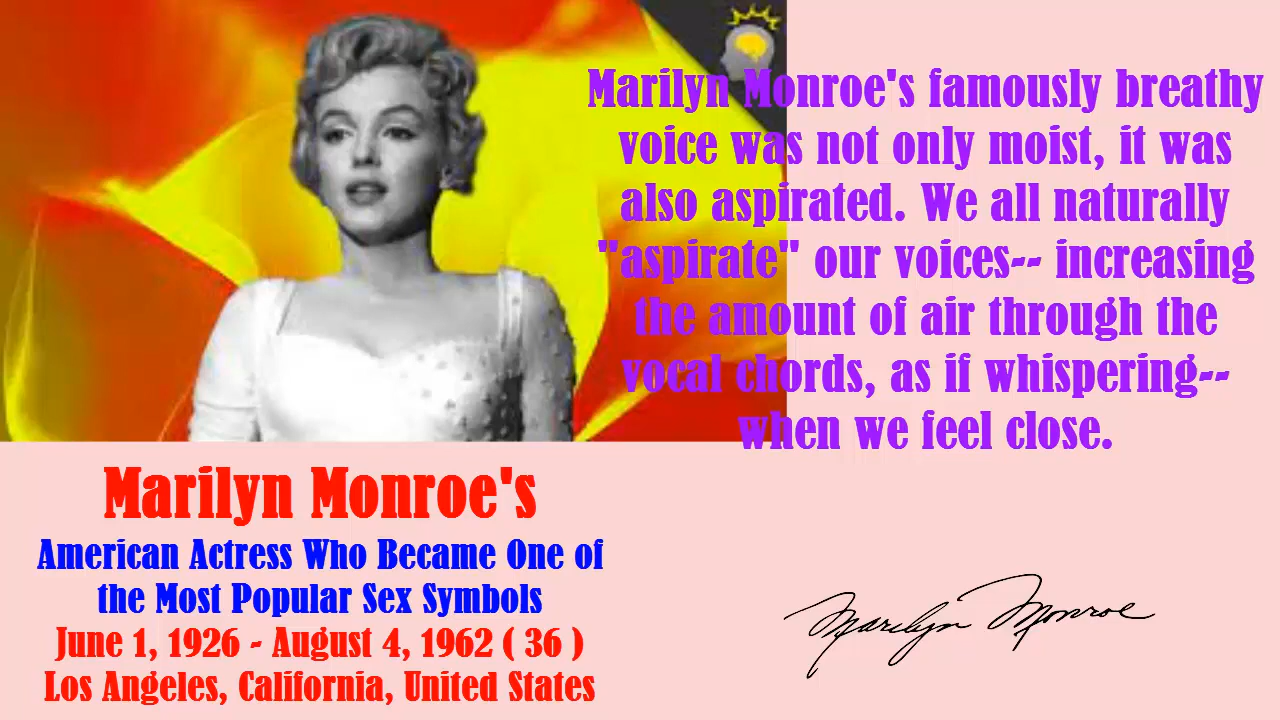 Marilyn Monroe's famously breathy
voice was not only moist, it was
also aspirated. We all naturally
"aspirate" our voices-- increasing
the amount of air through the
vocal chords, as if whispering--
when we feel close.
Marilyn Monroe's
American Actress Who Became One of
the Most Popular Sex Symbols
June 1, 1926 - August 4, 1962 ( 36 )
Los Angeles, California, United States
Marilyn Monroe